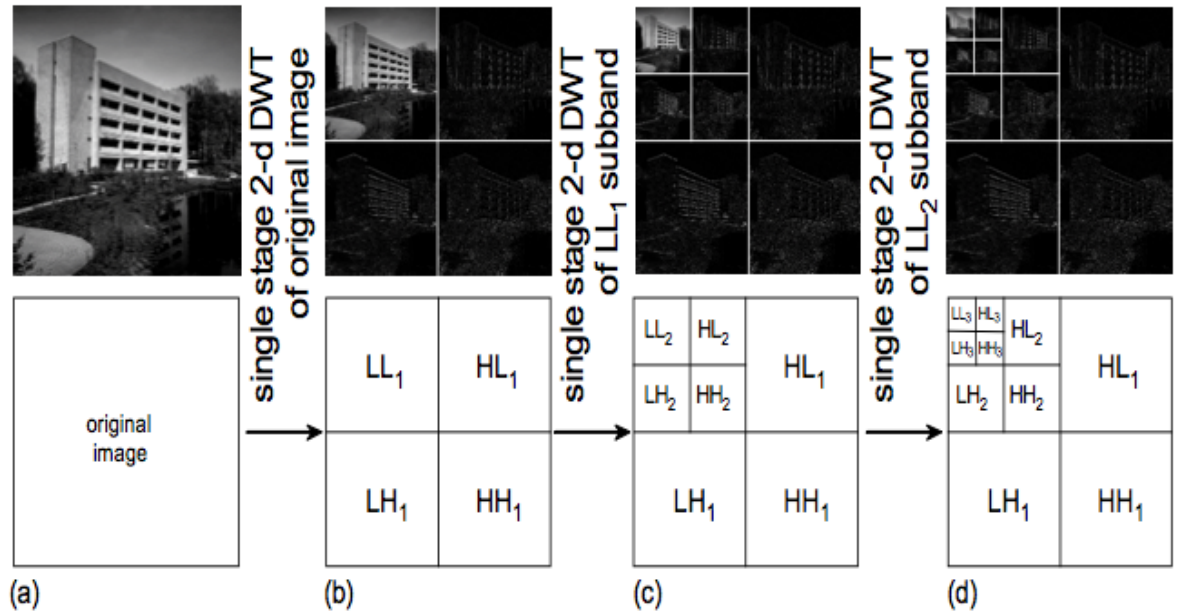 single stage 2-d DWT
of original image
single stage 2-d DWT
of LL₁ subband
single stage 2-d DWT
of LL₂ subband
original
image
LL₁ HL₁
LH₁ HH₁
LL₂ HL₂
LH₂ HH₂
HL₁
LH₁ HH₁
LL₃ HL₃
LH₃ HH₃
HL₂
LH₂ HH₂
HL₁
LH₁ HH₁
(a) (b) (c) (d)